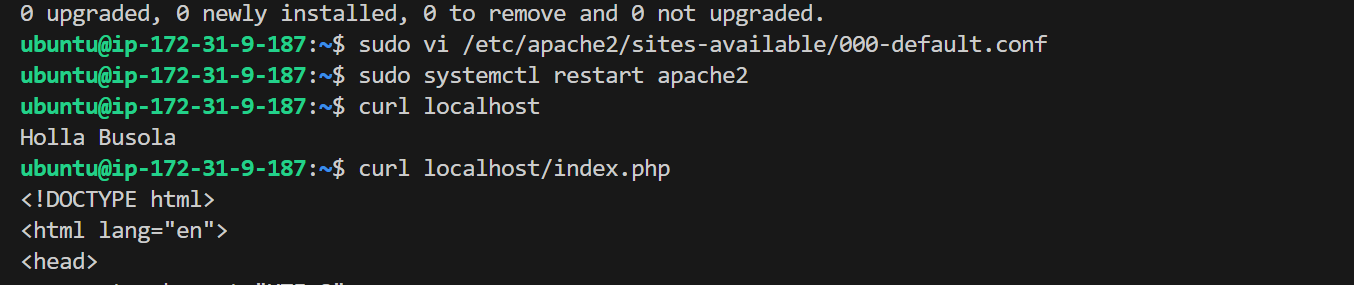 0 upgraded, 0 newly installed, 0 to remove and 0 not upgraded.
ubuntu@ip-172-31-9-187:~$ sudo vi /etc/apache2/sites-available/000-default.conf
ubuntu@ip-172-31-9-187:~$ sudo systemctl restart apache2
ubuntu@ip-172-31-9-187:~$ curl localhost
Holla Busola
ubuntu@ip-172-31-9-187:~$ curl localhost/index.php
<!DOCTYPE html>
<html lang="en">
<head>